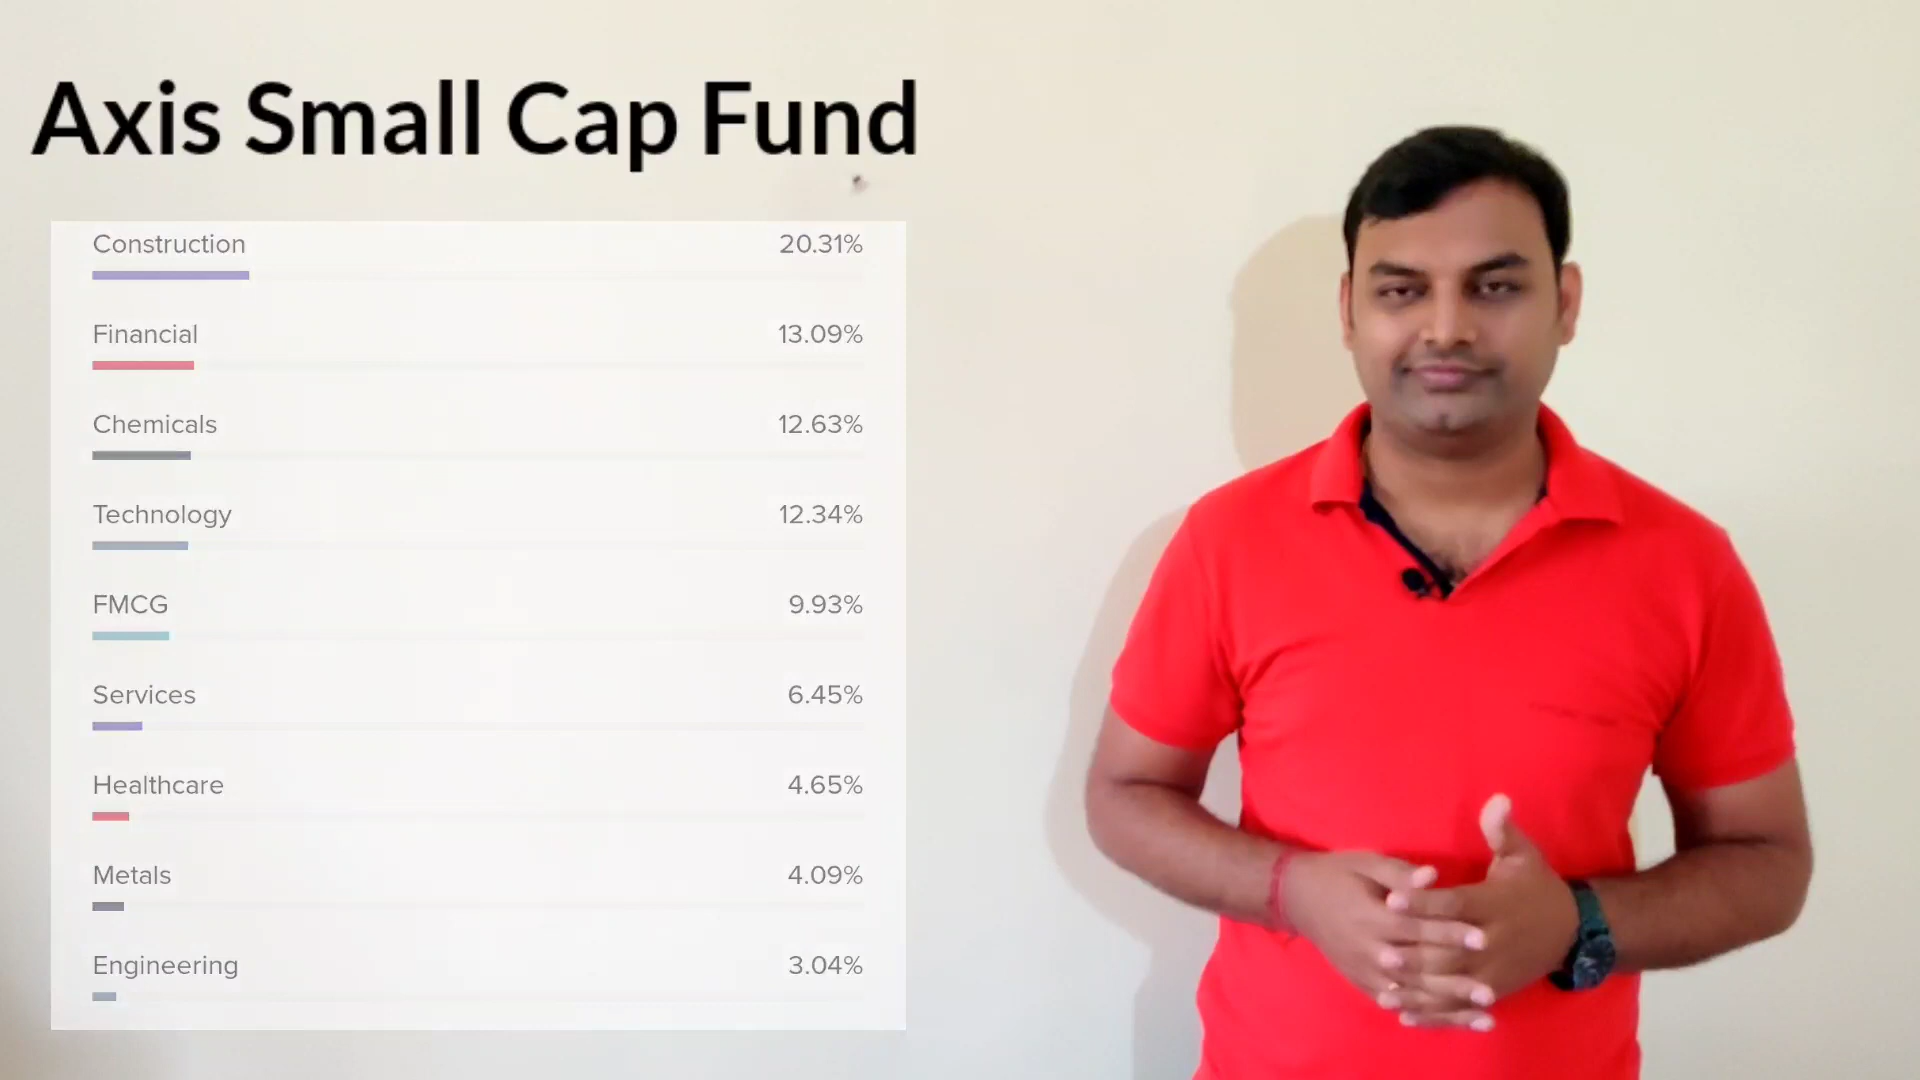 Axis Small Cap Fund
Construction 20.31%
Financial 13.09%
Chemicals 12.63%
Technology 12.34%
FMCG 9.93%
Services 6.45%
Healthcare 4.65%
Metals 4.09%
Engineering 3.04%